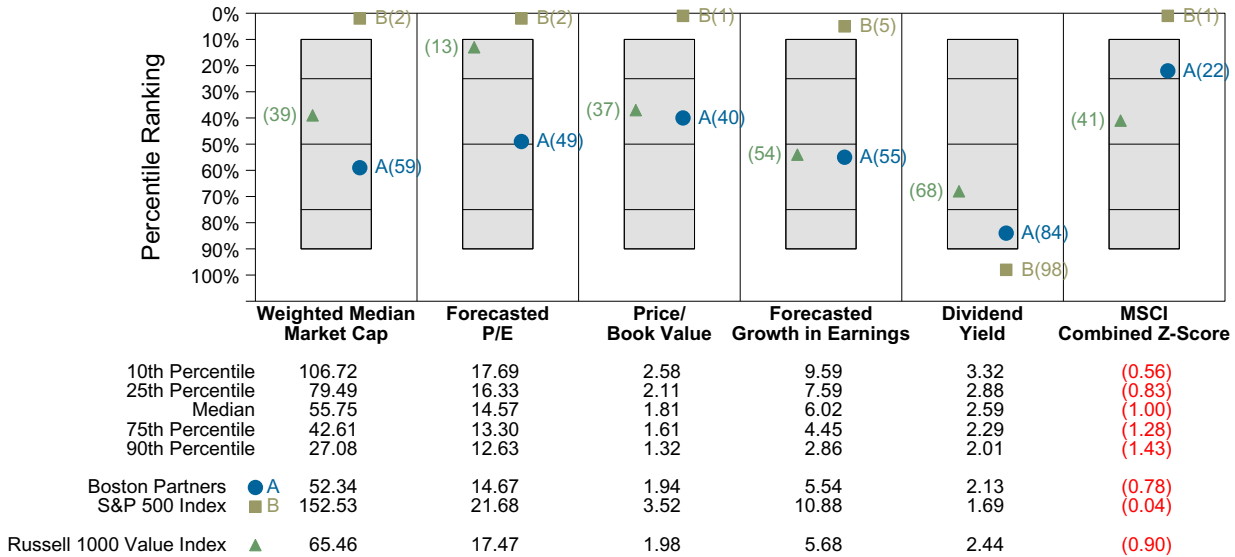 Percentile Ranking
0%
10%
20%
30%
40%
50%
60%
70%
80%
90%
100%
B(2) B(2) B(1) B(5) B(1)
(13)
A(22)
(39) (37) A(40) (41)
A(59) A(49) (54) A(55)
(68)
A(84)
B(98)
Weighted Median Forecasted Price/ Forecasted Dividend MSCI
Market Cap P/E Book Value Growth in Earnings Yield Combined Z-Score
10th Percentile 106.72 17.69 2.58 9.59 3.32 (0.56)
25th Percentile 79.49 16.33 2.11 7.59 2.88 (0.83)
Median 55.75 14.57 1.81 6.02 2.59 (1.00)
75th Percentile 42.61 13.30 1.61 4.45 2.29 (1.28)
90th Percentile 27.08 12.63 1.32 2.86 2.01 (1.43)
Boston Partners A 52.34 14.67 1.94 5.54 2.13 (0.78)
S&P 500 Index B 152.53 21.68 3.52 10.88 1.69 (0.04)
Russell 1000 Value Index 65.46 17.47 1.98 5.68 2.44 (0.90)